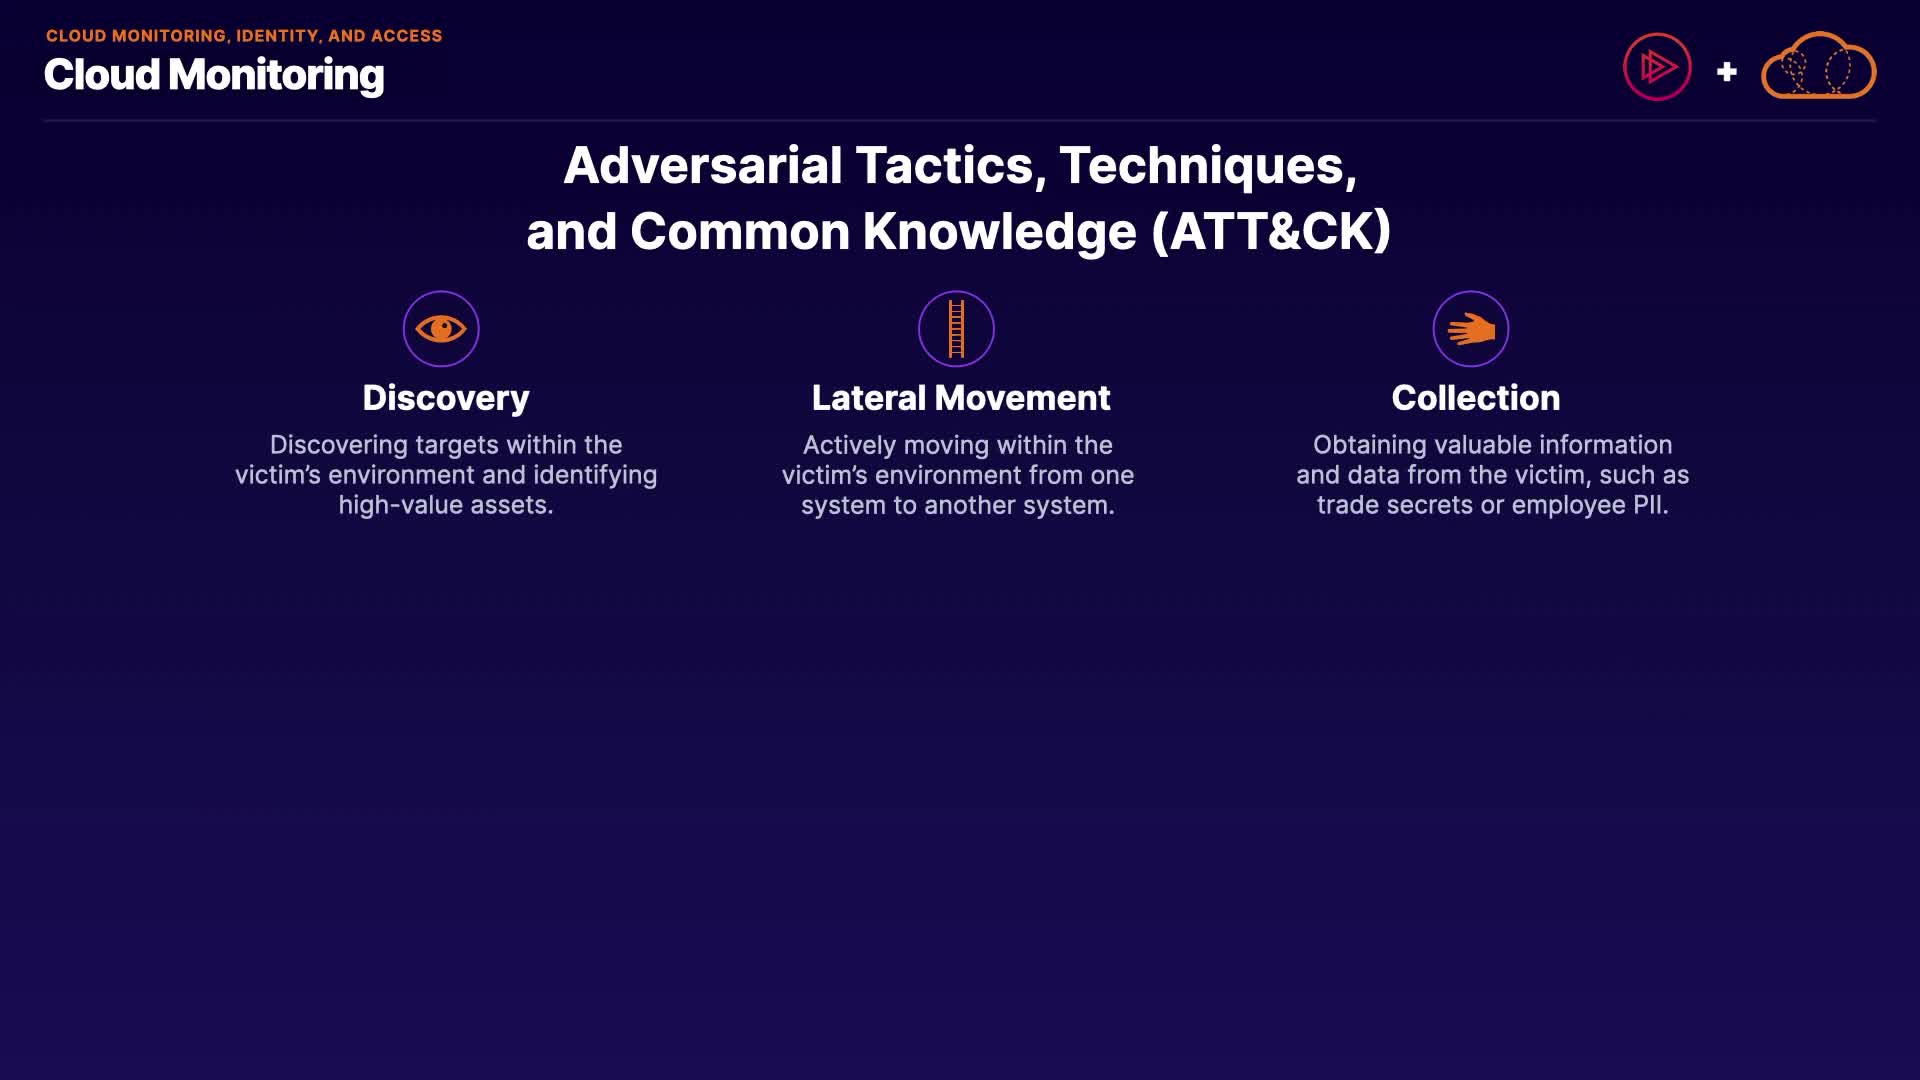 CLOUD MONITORING, IDENTITY, AND ACCESS
Cloud Monitoring
+
Adversarial Tactics, Techniques,
and Common Knowledge (ATT&CK)
Discovery
Discovering targets within the
victim’s environment and identifying
high-value assets.
Lateral Movement
Actively moving within the
victim’s environment from one
system to another system.
Collection
Obtaining valuable information
and data from the victim, such as
trade secrets or employee PII.